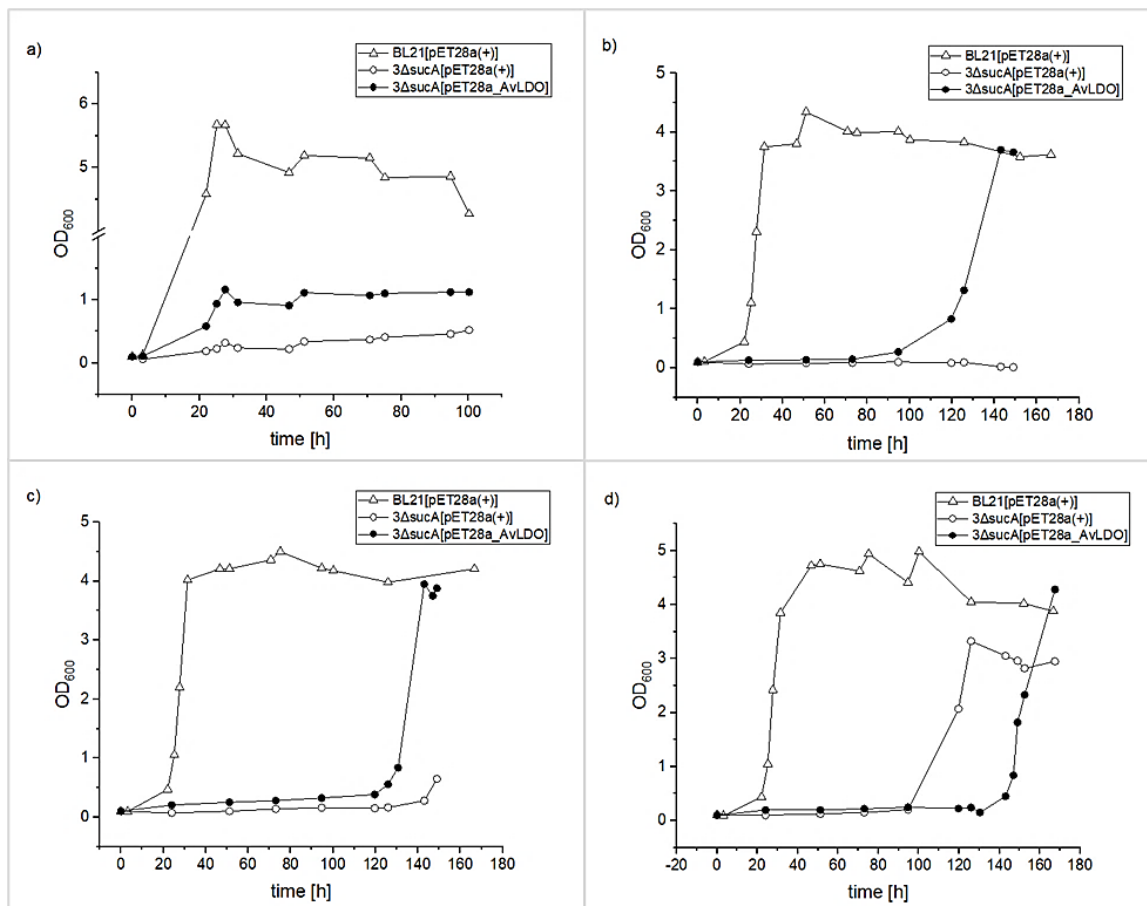 a)
BL21[pET28a(+)]
3ΔsucA[pET28a(+)]
3ΔsucA[pET28a_AvLDO]
OD600
6
5
1
0
0 20 40 60 80 100
time [h]
b)
BL21[pET28a(+)]
3ΔsucA[pET28a(+)]
3ΔsucA[pET28a_AvLDO]
OD600
5
4
3
2
1
0
0 20 40 60 80 100 120 140 160 180
time [h]
c)
BL21[pET28a(+)]
3ΔsucA[pET28a(+)]
3ΔsucA[pET28a_AvLDO]
OD600
5
4
3
2
1
0
0 20 40 60 80 100 120 140 160 180
time [h]
d)
BL21[pET28a(+)]
3ΔsucA[pET28a(+)]
3ΔsucA[pET28a_AvLDO]
OD600
6
5
4
3
2
1
0
-20 0 20 40 60 80 100 120 140 160 180
time [h]